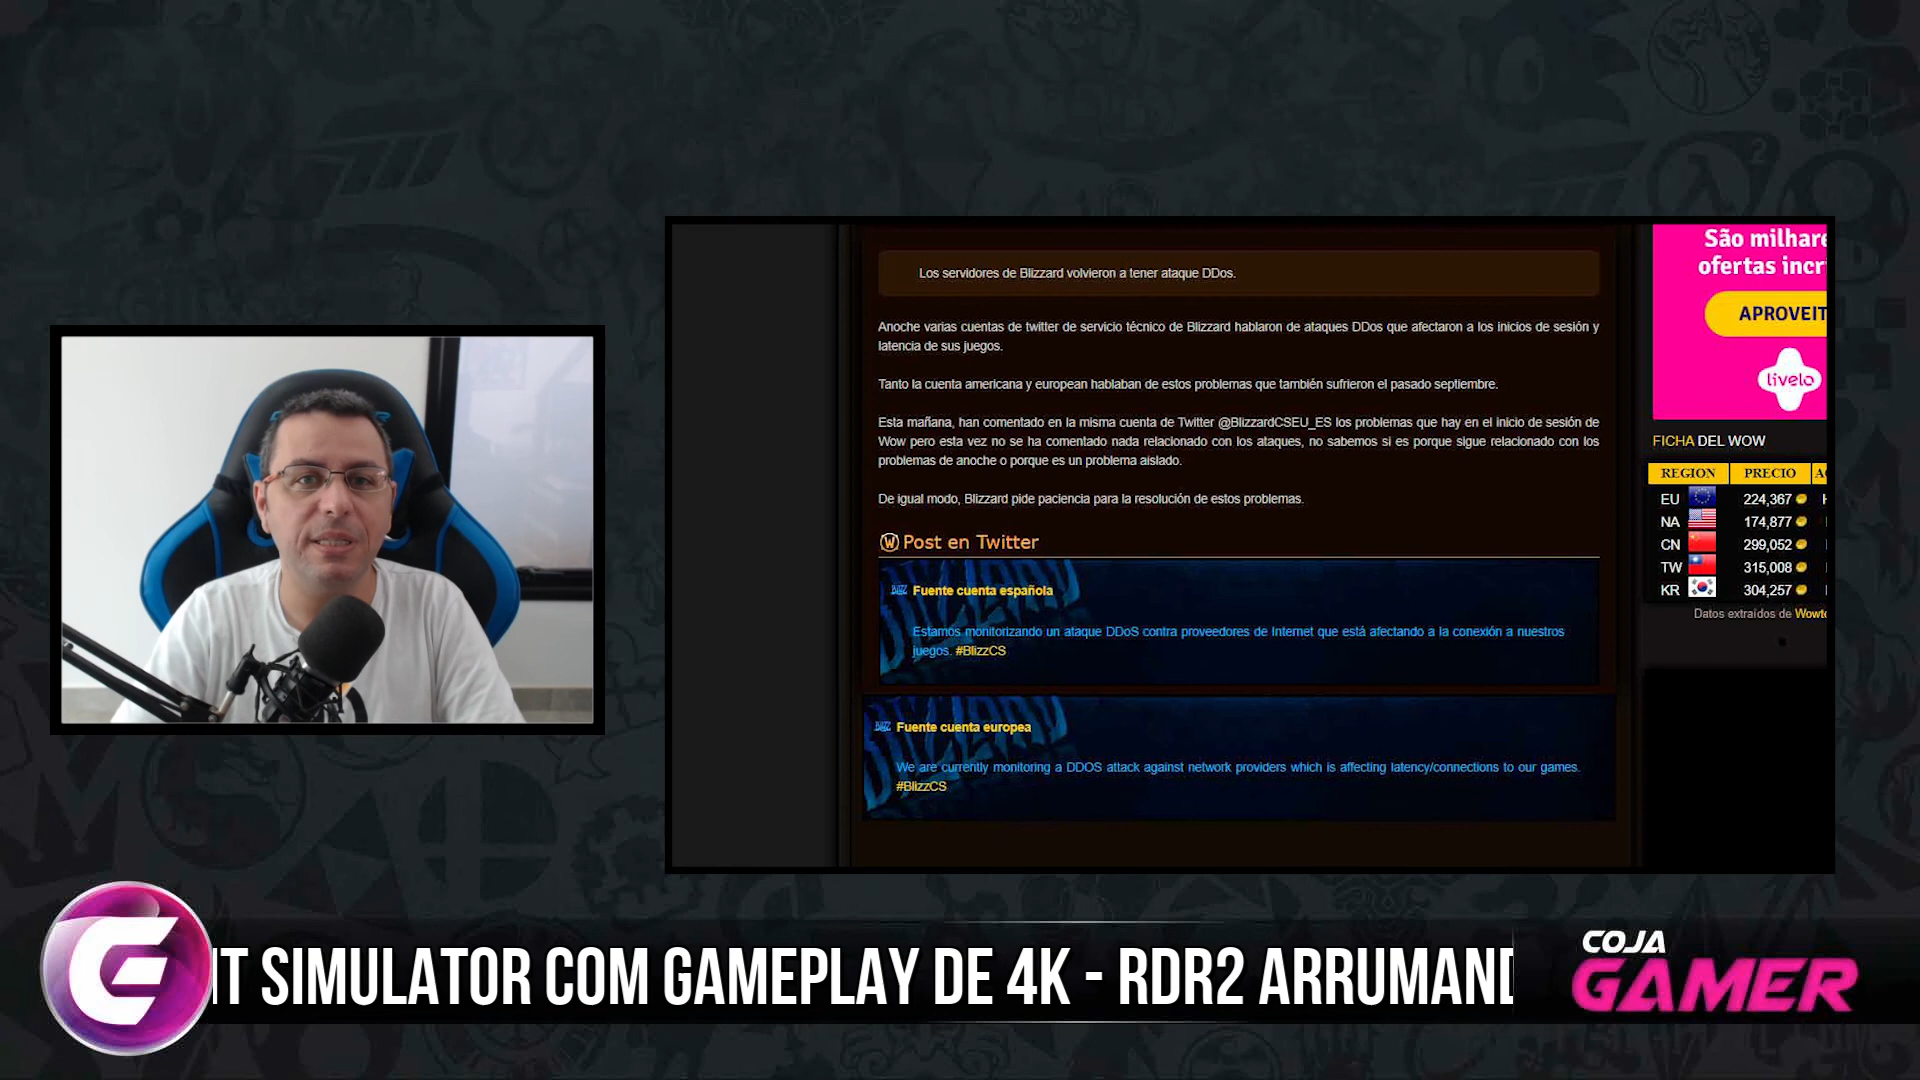 Los servidores de Blizzard volvieron a tener ataque DDos.
Anoche varias cuentas de twitter de servicio técnico de Blizzard hablaron de ataques DDos que afectaron a los inicios de sesión y
latencia de sus juegos.
Tanto la cuenta americana y european hablaban de estos problemas que también sufrieron el pasado septiembre.
Esta mañana, han comentado en la misma cuenta de Twitter @BlizzardCSEU_ES los problemas que hay en el inicio de sesión de
Wow pero esta vez no se ha comentado nada relacionado con los ataques, no sabemos si es porque sigue relacionado con los
problemas de anoche o porque es un problema aislado.
De igual modo, Blizzard pide paciencia para la resolución de estos problemas.
Post en Twitter
Fuente cuenta española
Estamos monitorizando un ataque DDoS contra proveedores de Internet que está afectando a la conexión a nuestros
juegos. #BlizzCS
Fuente cuenta europea
We are currently monitoring a DDOS attack against network providers which is affecting latency/connections to our games.
#BlizzCS
São milhare
ofertas incr
APROVEIT
livelo
FICHA DEL WOW
REGION PRECIO
EU 224,367
NA 174,877
CN 299,052
TW 315,008
KR 304,257
Datos extraídos de Wowto
HT SIMULATOR COM GAMEPLAY DE 4K - RDR2 ARRUMAND
COJA
GAMER